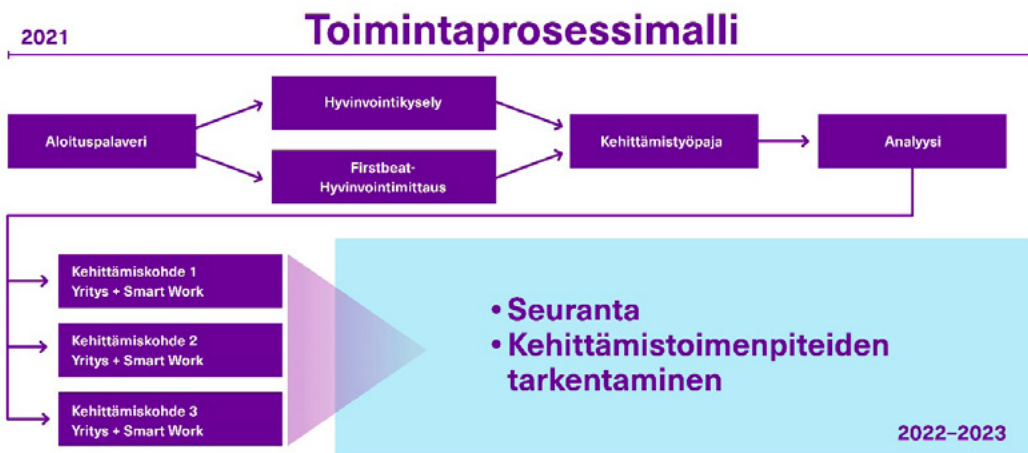 2021
Toimintaprosessimalli
Aloituspalaveri
Hyvinvointikysely
Firstbeat-
Hyvinvointimittaus
Kehittämistyöpaja
Analyysi
Kehittämiskohde 1
Yritys + Smart Work
Kehittämiskohde 2
Yritys + Smart Work
Kehittämiskohde 3
Yritys + Smart Work
• Seuranta
• Kehittämistoimenpiteiden
tarkentaminen
2022–2023